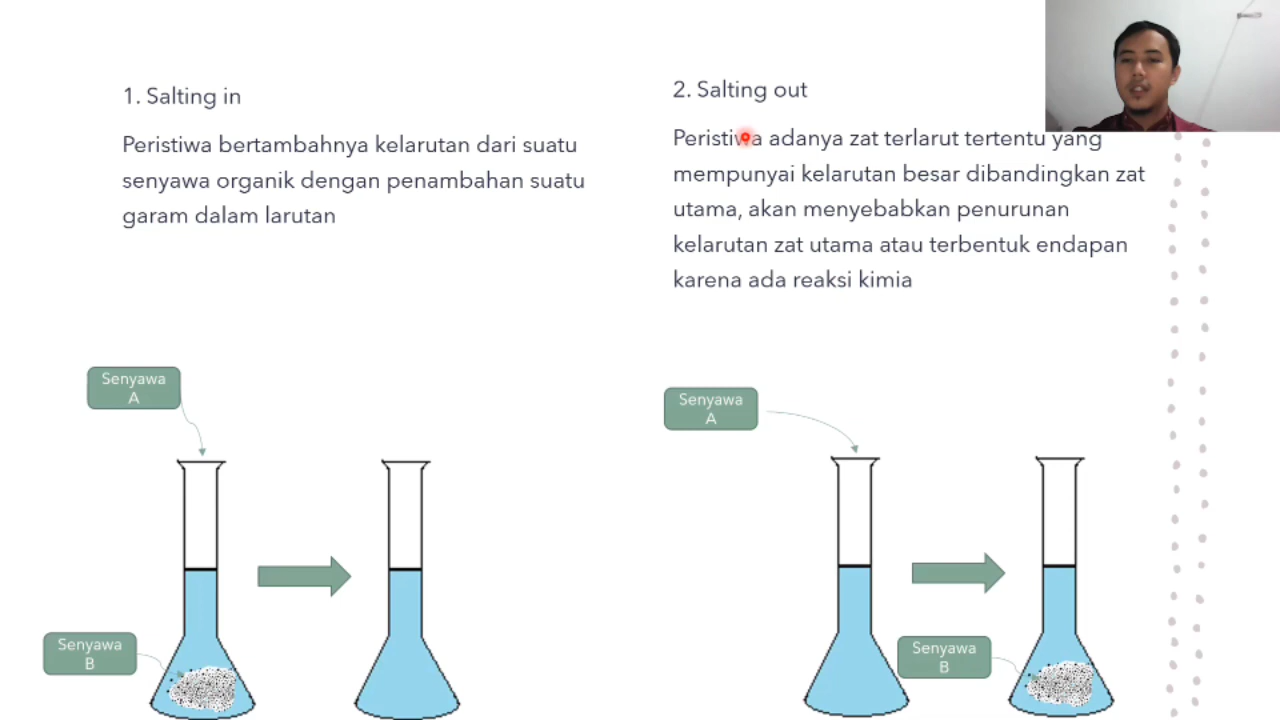 1. Salting in
Peristiwa bertambahnya kelarutan dari suatu
senyawa organik dengan penambahan suatu
garam dalam larutan
2. Salting out
Peristiwa adanya zat terlarut tertentu yang
mempunyai kelarutan besar dibandingkan zat
utama, akan menyebabkan penurunan
kelarutan zat utama atau terbentuk endapan
karena ada reaksi kimia
Senyawa
A
Senyawa
B
Senyawa
A
Senyawa
B